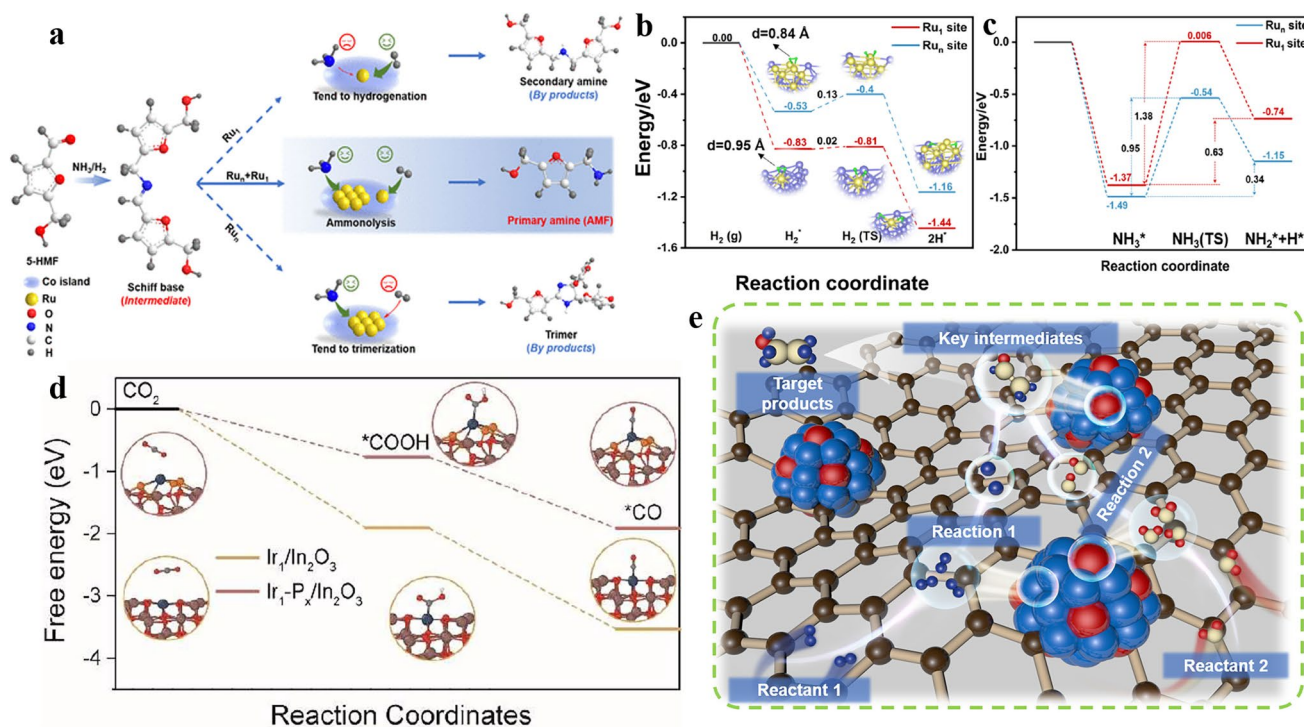 a
5-HMF
NH₃/H₂
Schiff base
(Intermediate)
Co island
Ru
O
N
C
H
Ru₁
Ruₙ+Ru₁
Ruₙ
Tend to hydrogenation
Secondary amine
(By products)
Ammonolysis
Primary amine (AMF)
Tend to trimerization
Trimer
(By products)
b
Ru₁ site
Ruₙ site
d=0.84 Å
d=0.95 Å
Energy/eV
0.0
-0.4
-0.8
-1.2
-1.6
0.00
-0.53
0.13
-0.4
-0.83
0.02
-0.81
-1.16
-1.44
H₂ (g)
H₂*
H₂ (TS)
2H*
Reaction coordinate
c
Ruₙ site
Ru₁ site
Energy/eV
0.0
-0.5
-1.0
-1.5
-2.0
0.006
-0.54
-0.74
1.38
0.95
0.63
-1.15
0.34
-1.37
-1.49
NH₃*
NH₃(TS)
NH₂*+H*
Reaction coordinate
d
CO₂
*COOH
*CO
Ir₁/In₂O₃
Ir₁-Pₓ/In₂O₃
Free energy (eV)
0
-1
-2
-3
-4
Reaction Coordinates
e
Key intermediates
Target
products
Reaction 1
Reaction 2
Reactant 1
Reactant 2